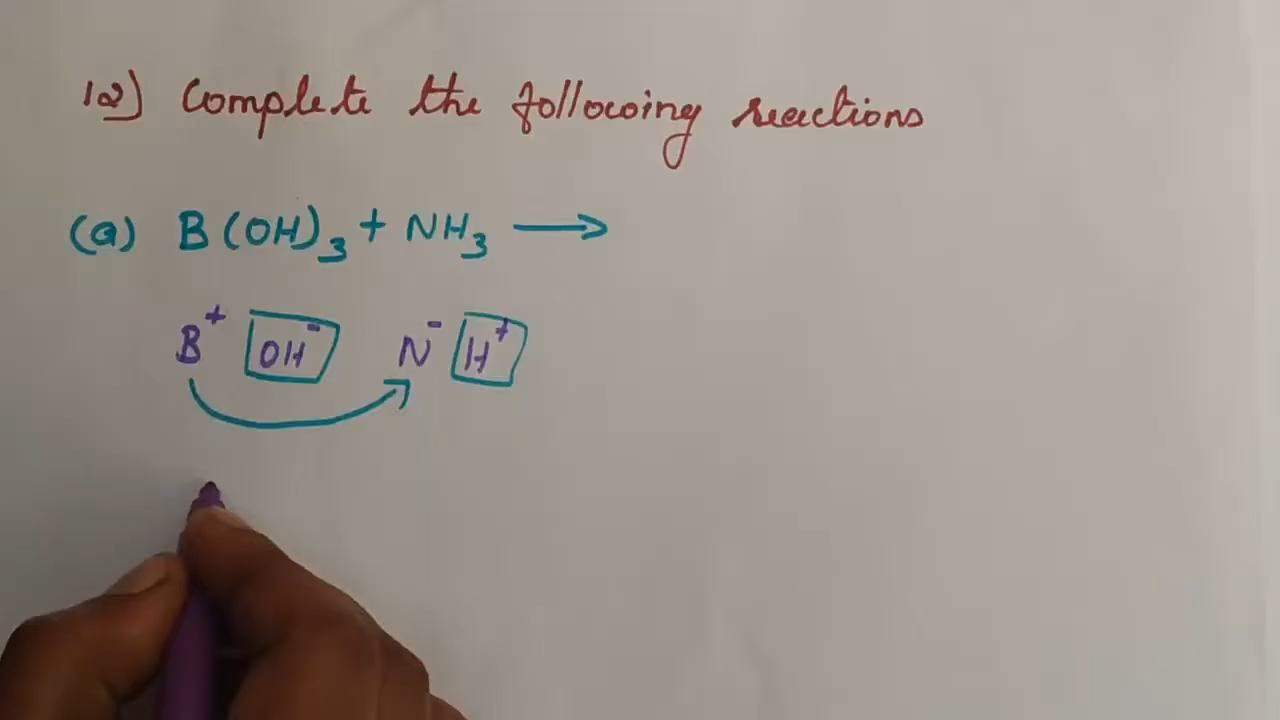 12) Complete the following reactions
(a) B(OH)₃ + NH₃ ⟶
B⁺ OH⁻ N⁻ H⁺